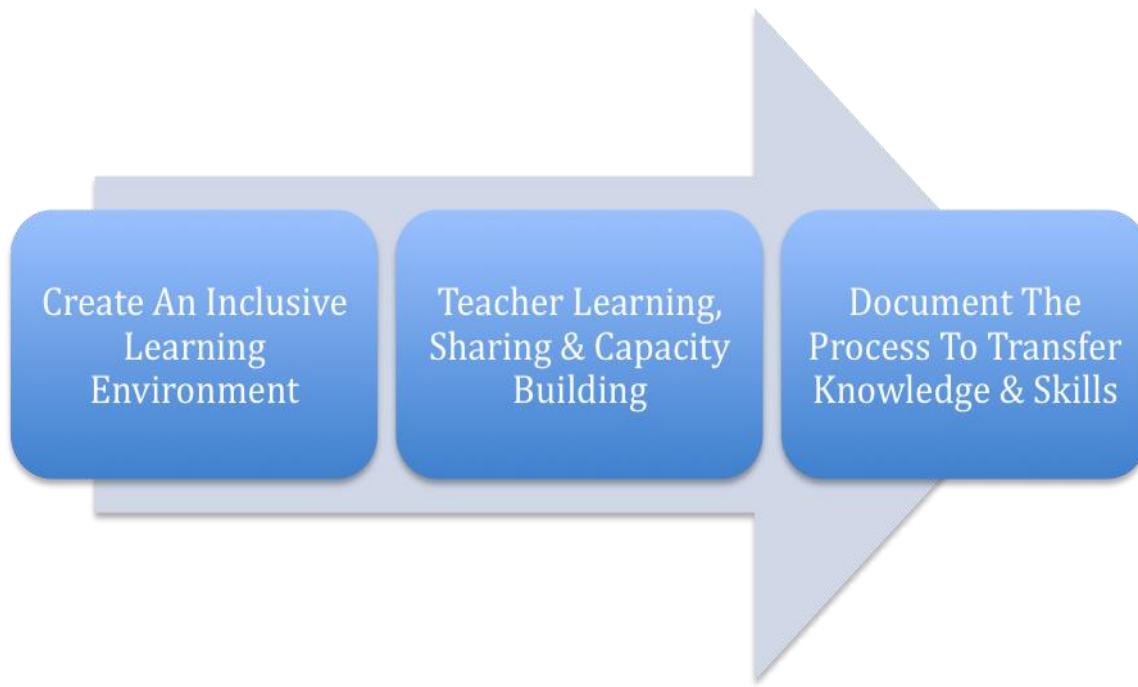 Create An Inclusive
Learning
Environment
Teacher Learning,
Sharing & Capacity
Building
Document The
Process To Transfer
Knowledge & Skills